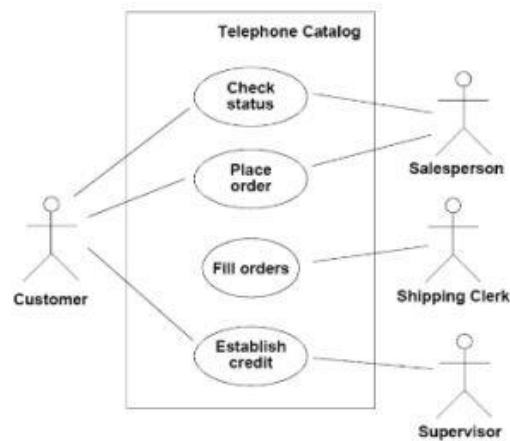 Telephone Catalog
Check
status
Place
order
Salesperson
Fill orders
Customer
Shipping Clerk
Establish
credit
Supervisor